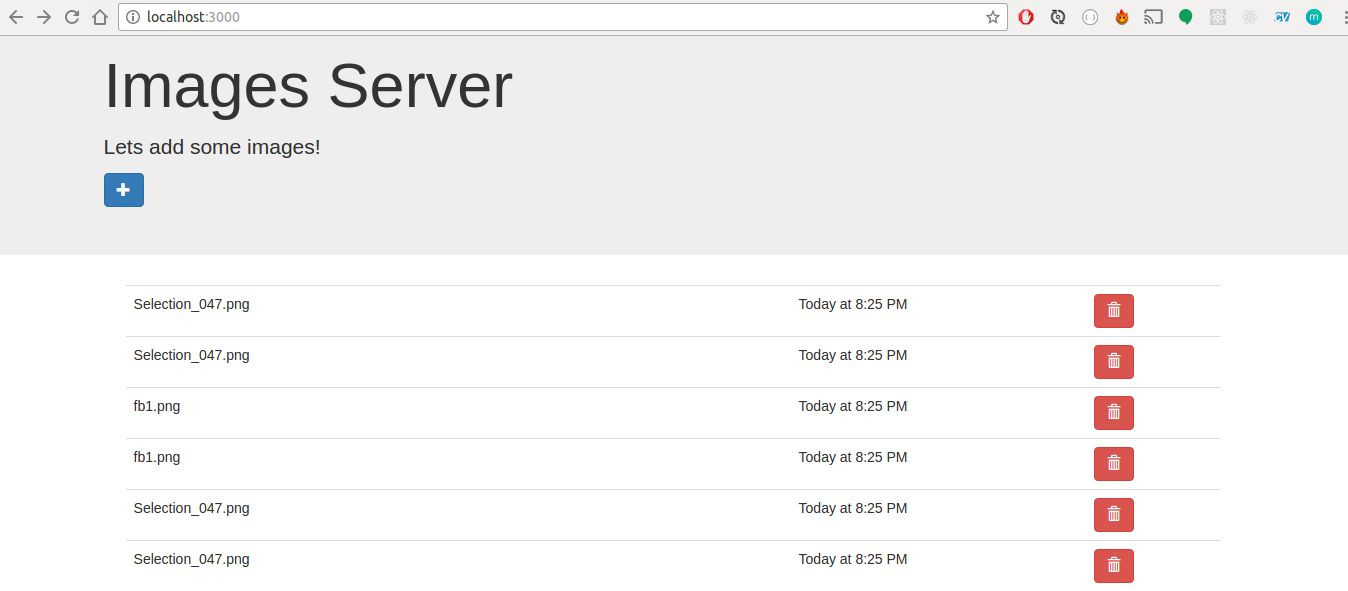 localhost:3000
Images Server
Lets add some images!
Selection_047.png Today at 8:25 PM
Selection_047.png Today at 8:25 PM
fb1.png Today at 8:25 PM
fb1.png Today at 8:25 PM
Selection_047.png Today at 8:25 PM
Selection_047.png Today at 8:25 PM
CV
m